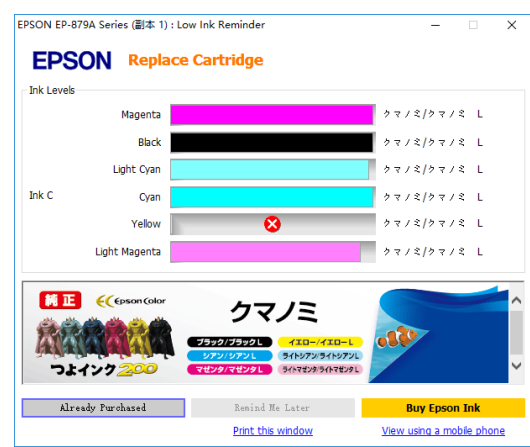 EPSON EP-879A Series (副本 1) : Low Ink Reminder
EPSON Replace Cartridge
Ink Levels
Magenta クマノミ/クマノミ L
Black クマノミ/クマノミ L
Light Cyan クマノミ/クマノミ L
Ink C Cyan クマノミ/クマノミ L
Yellow クマノミ/クマノミ L
Light Magenta クマノミ/クマノミ L
純正 Epson Color
クマノミ
ブラック/ブラックL イエロー/イエローL
シアン/シアンL ライトシアン/ライトシアンL
マゼンタ/マゼンタL ライトマゼンタ/ライトマゼンタL
つよインク200
Already Purchased Remind Me Later Buy Epson Ink
Print this window View using a mobile phone